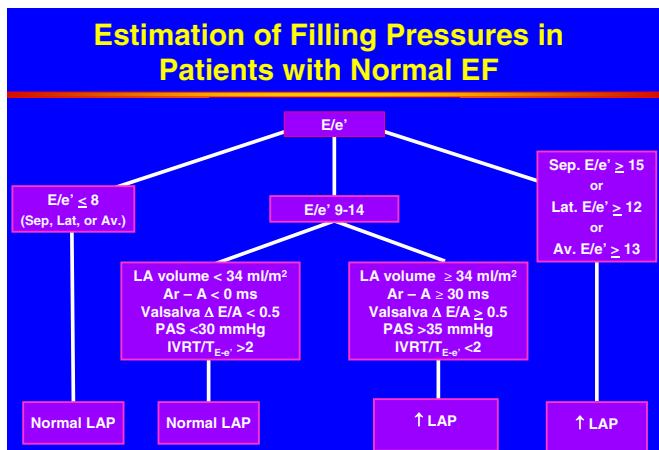 Estimation of Filling Pressures in
Patients with Normal EF
E/e’
E/e’ ≤ 8
(Sep, Lat, or Av.)
E/e’ 9-14
Sep. E/e’ ≥ 15
or
Lat. E/e’ ≥ 12
or
Av. E/e’ ≥ 13
LA volume < 34 ml/m²
Ar – A < 0 ms
Valsalva Δ E/A < 0.5
PAS <30 mmHg
IVRT/T_E-e’ >2
LA volume ≥ 34 ml/m²
Ar – A ≥ 30 ms
Valsalva Δ E/A ≥ 0.5
PAS >35 mmHg
IVRT/T_E-e’ <2
Normal LAP
Normal LAP
↑ LAP
↑ LAP